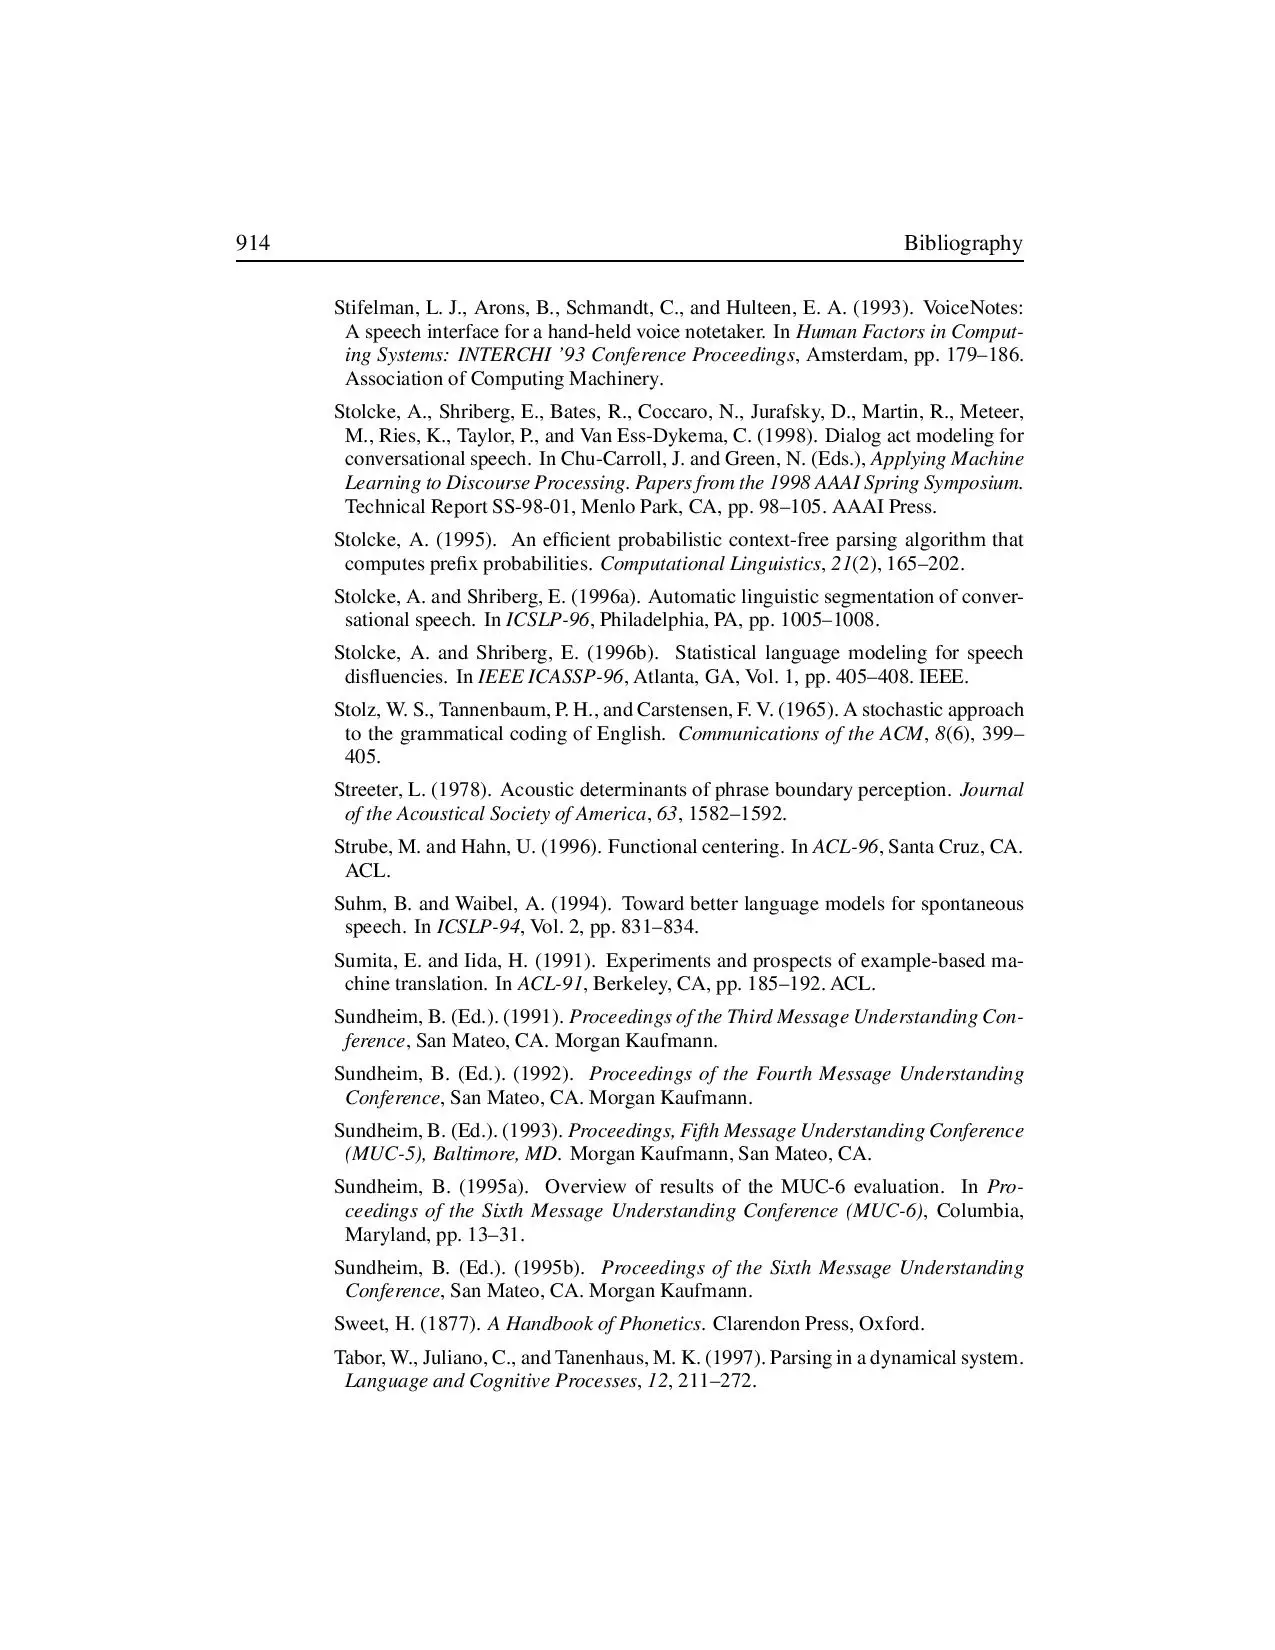 914 Bibliography
Stifelman, L. J., Arons, B., Schmandt, C., and Hulteen, E. A. (1993). VoiceNotes:
A speech interface for a hand-held voice notetaker. In Human Factors in Comput-
ing Systems: INTERCHI ’93 Conference Proceedings, Amsterdam, pp. 179–186.
Association of Computing Machinery.
Stolcke, A., Shriberg, E., Bates, R., Coccaro, N., Jurafsky, D., Martin, R., Meteer,
M., Ries, K., Taylor, P., and Van Ess-Dykema, C. (1998). Dialog act modeling for
conversational speech. In Chu-Carroll, J. and Green, N. (Eds.), Applying Machine
Learning to Discourse Processing. Papers from the 1998 AAAI Spring Symposium.
Technical Report SS-98-01, Menlo Park, CA, pp. 98–105. AAAI Press.
Stolcke, A. (1995). An efficient probabilistic context-free parsing algorithm that
computes prefix probabilities. Computational Linguistics, 21(2), 165–202.
Stolcke, A. and Shriberg, E. (1996a). Automatic linguistic segmentation of conver-
sational speech. In ICSLP-96, Philadelphia, PA, pp. 1005–1008.
Stolcke, A. and Shriberg, E. (1996b). Statistical language modeling for speech
disfluencies. In IEEE ICASSP-96, Atlanta, GA, Vol. 1, pp. 405–408. IEEE.
Stolz, W. S., Tannenbaum, P. H., and Carstensen, F. V. (1965). A stochastic approach
to the grammatical coding of English. Communications of the ACM, 8(6), 399–
405.
Streeter, L. (1978). Acoustic determinants of phrase boundary perception. Journal
of the Acoustical Society of America, 63, 1582–1592.
Strube, M. and Hahn, U. (1996). Functional centering. In ACL-96, Santa Cruz, CA.
ACL.
Suhm, B. and Waibel, A. (1994). Toward better language models for spontaneous
speech. In ICSLP-94, Vol. 2, pp. 831–834.
Sumita, E. and Iida, H. (1991). Experiments and prospects of example-based ma-
chine translation. In ACL-91, Berkeley, CA, pp. 185–192. ACL.
Sundheim, B. (Ed.). (1991). Proceedings of the Third Message Understanding Con-
ference, San Mateo, CA. Morgan Kaufmann.
Sundheim, B. (Ed.). (1992). Proceedings of the Fourth Message Understanding
Conference, San Mateo, CA. Morgan Kaufmann.
Sundheim, B. (Ed.). (1993). Proceedings, Fifth Message Understanding Conference
(MUC-5), Baltimore, MD. Morgan Kaufmann, San Mateo, CA.
Sundheim, B. (1995a). Overview of results of the MUC-6 evaluation. In Pro-
ceedings of the Sixth Message Understanding Conference (MUC-6), Columbia,
Maryland, pp. 13–31.
Sundheim, B. (Ed.). (1995b). Proceedings of the Sixth Message Understanding
Conference, San Mateo, CA. Morgan Kaufmann.
Sweet, H. (1877). A Handbook of Phonetics. Clarendon Press, Oxford.
Tabor, W., Juliano, C., and Tanenhaus, M. K. (1997). Parsing in a dynamical system.
Language and Cognitive Processes, 12, 211–272.